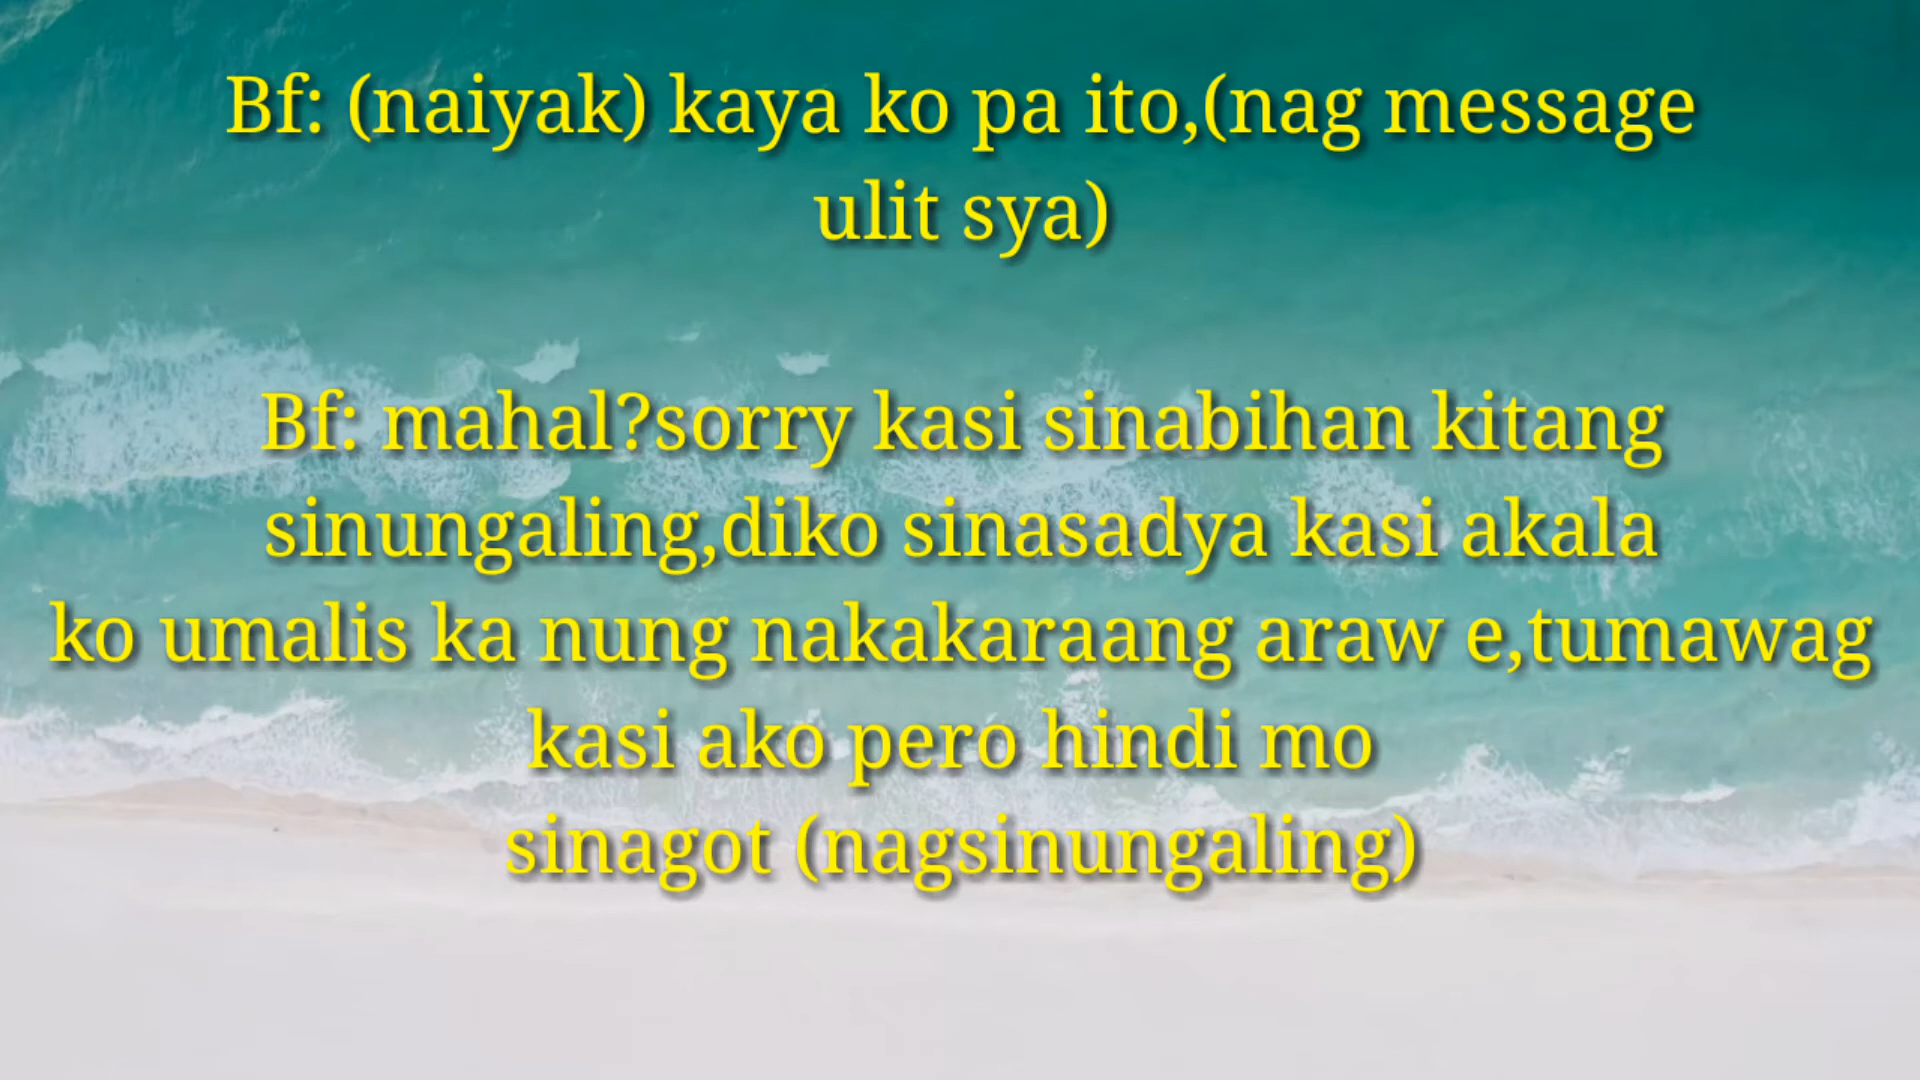 Bf: (naiyak) kaya ko pa ito,(nag message
ulit sya)
Bf: mahal?sorry kasi sinabihan kitang
sinungaling,diko sinasadya kasi akala
ko umalis ka nung nakakaraang araw e,tumawag
kasi ako pero hindi mo
sinagot (nagsinungaling)